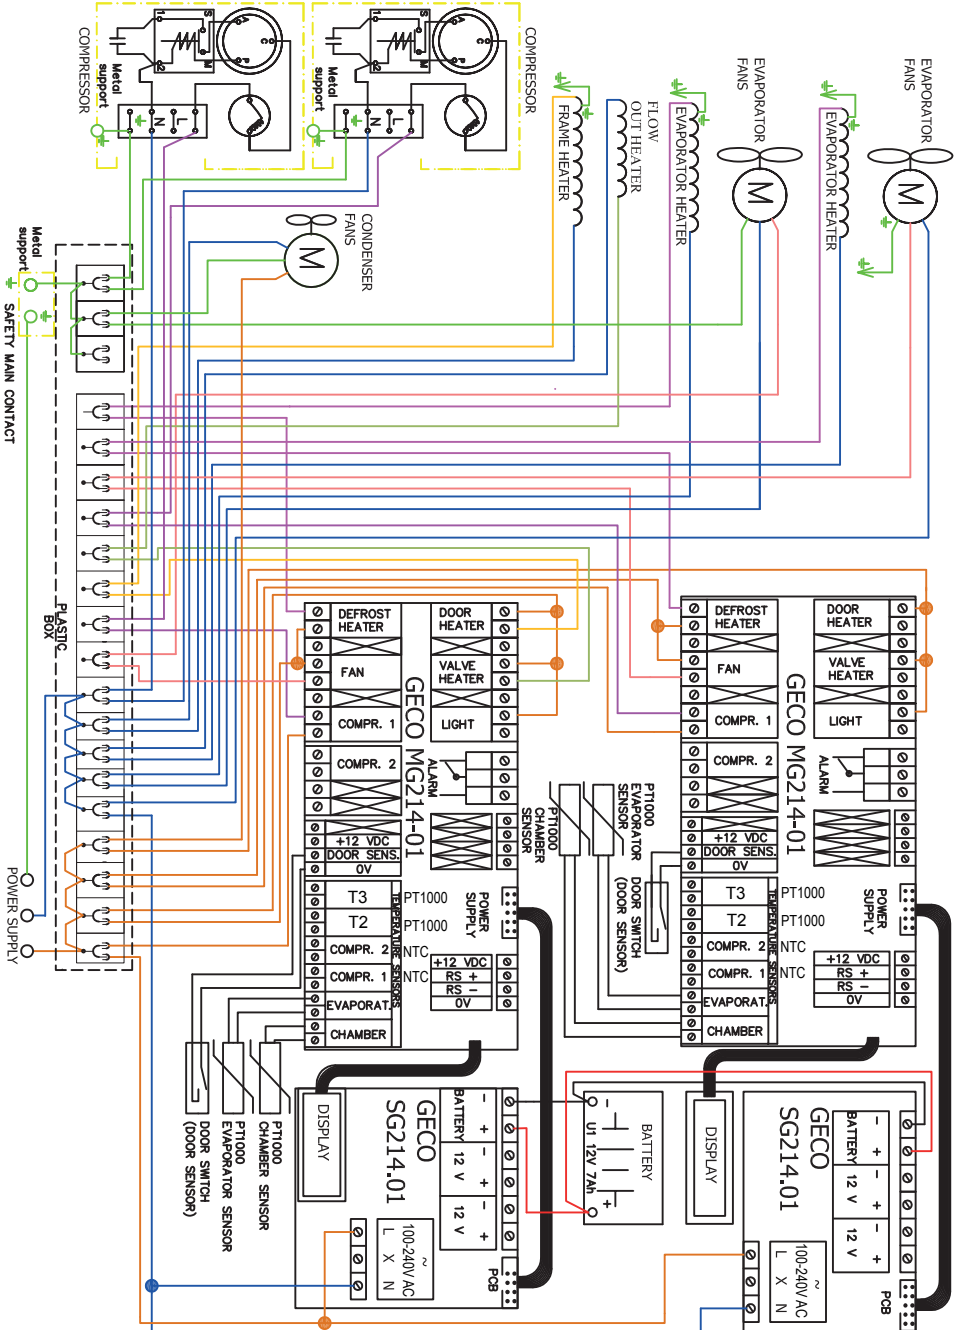 COMPRESSOR
1
S
A
C
P
2
M
Metal
support
N
L
COMPRESSOR
1
S
A
C
P
2
M
Metal
support
N
L
FRAME HEATER
FLOW
OUT HEATER
EVAPORATOR HEATER
EVAPORATOR
FANS
M
EVAPORATOR HEATER
EVAPORATOR
FANS
M
CONDENSER
FANS
M
Metal
support
SAFETY MAIN CONTACT
PLASTIC
BOX
POWER SUPPLY
DEFROST
HEATER
FAN
COMPR. 1
COMPR. 2
DOOR
HEATER
VALVE
HEATER
LIGHT
GECO MG214-01
ALARM
+12 VDC
DOOR SENS.
0V
T3
T2
COMPR. 2
COMPR. 1
EVAPORAT.
CHAMBER
TEMPERATURE SENSORS
PT1000
PT1000
NTC
NTC
POWER
SUPPLY
+12 VDC
RS +
RS -
0V
PT1000
CHAMBER
SENSOR
PT1000
EVAPORATOR
SENSOR
DOOR SWITCH
(DOOR SENSOR)
DEFROST
HEATER
FAN
COMPR. 1
COMPR. 2
DOOR
HEATER
VALVE
HEATER
LIGHT
GECO MG214-01
ALARM
+12 VDC
DOOR SENS.
0V
T3
T2
COMPR. 2
COMPR. 1
EVAPORAT.
CHAMBER
TEMPERATURE SENSORS
PT1000
PT1000
NTC
NTC
POWER
SUPPLY
+12 VDC
RS +
RS -
0V
DOOR SWITCH
(DOOR SENSOR)
PT1000
EVAPORATOR SENSOR
PT1000
CHAMBER SENSOR
DISPLAY
GECO
SG214.01
BATTERY
- +
12 V
- +
12 V
- +
~
100-240V AC
L X N
PCB
BATTERY
- +
U1 12V 7Ah
DISPLAY
GECO
SG214.01
BATTERY
- +
12 V
- +
12 V
- +
~
100-240V AC
L X N
PCB